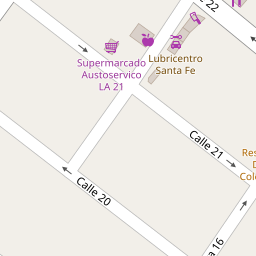 22
Supermarcado
Austoservico
LA 21
Lubricentro
Santa Fe
Calle 21
Calle 20
16